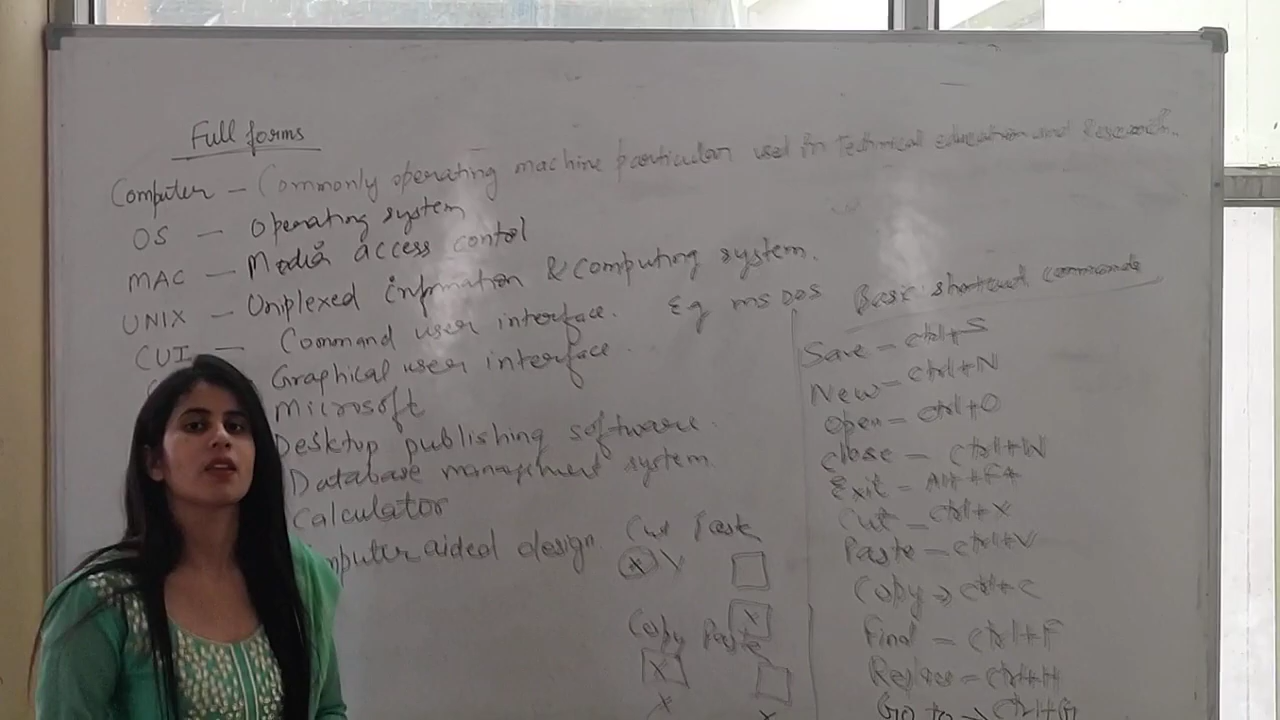 Full forms
Computer – Commonly operating machine particular used in technical education and Research.
OS – Operating system
MAC – Media access control
UNIX – Uniplexed information & computing system.
CUI – Command user interface. Eg MS DOS
Graphical user interface.
Microsoft
Desktop publishing software.
Database management system.
Calculator
mputer aided design.
Cut Paste
X V
X
Copy Paste
X
X
Basic shortcut commands
Save – ctrl+S
New – ctrl+N
Open – ctrl+O
close – ctrl+W
Exit – Alt+F4
Cut – ctrl+X
Paste – ctrl+V
Copy → ctrl+C
Find – ctrl+F
Replace – ctrl+H
Go to → ctrl+G